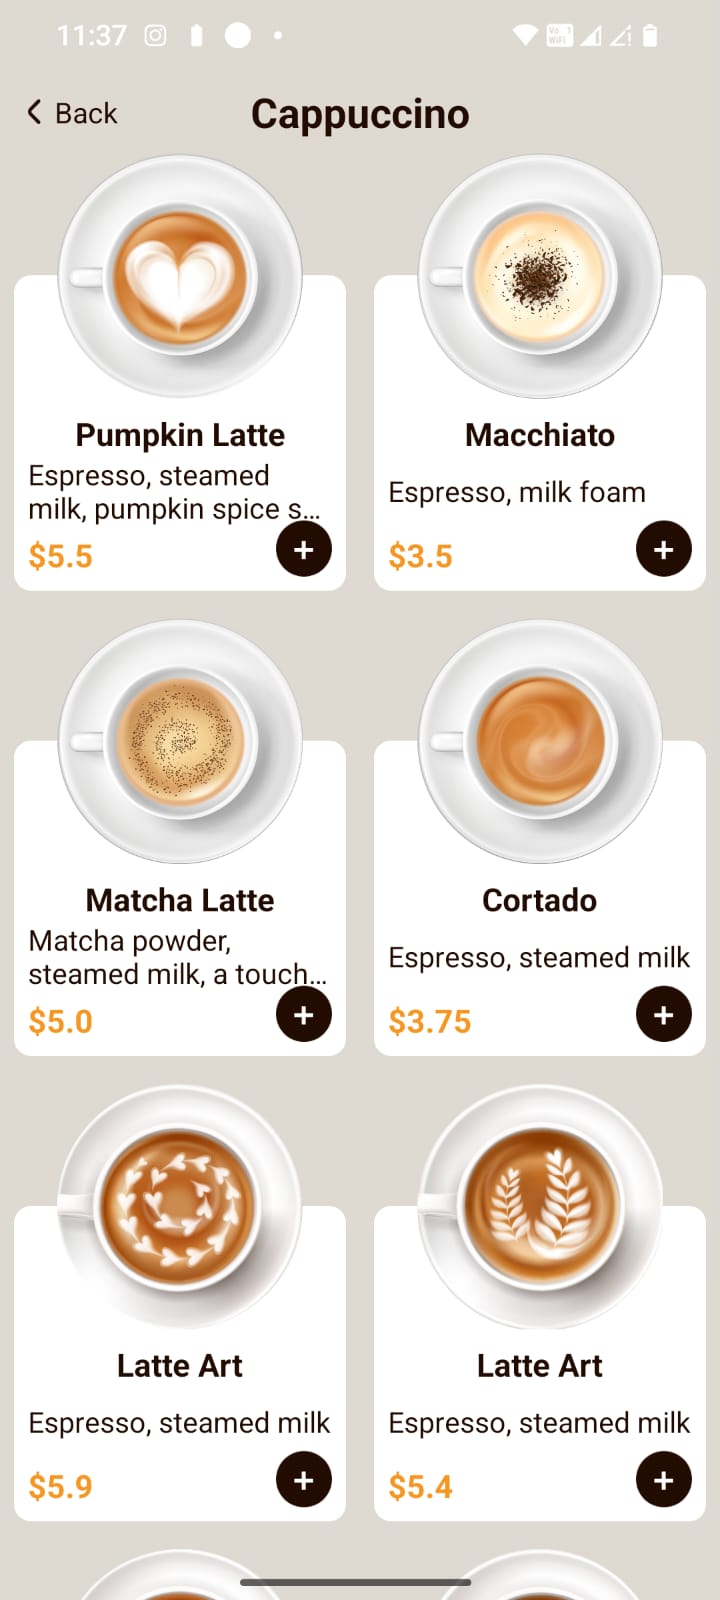 11:37
Vo 1
WiFi
Back
Cappuccino
Pumpkin Latte
Espresso, steamed
milk, pumpkin spice s...
$5.5
+
Macchiato
Espresso, milk foam
$3.5
+
Matcha Latte
Matcha powder,
steamed milk, a touch...
$5.0
+
Cortado
Espresso, steamed milk
$3.75
+
Latte Art
Espresso, steamed milk
$5.9
+
Latte Art
Espresso, steamed milk
$5.4
+